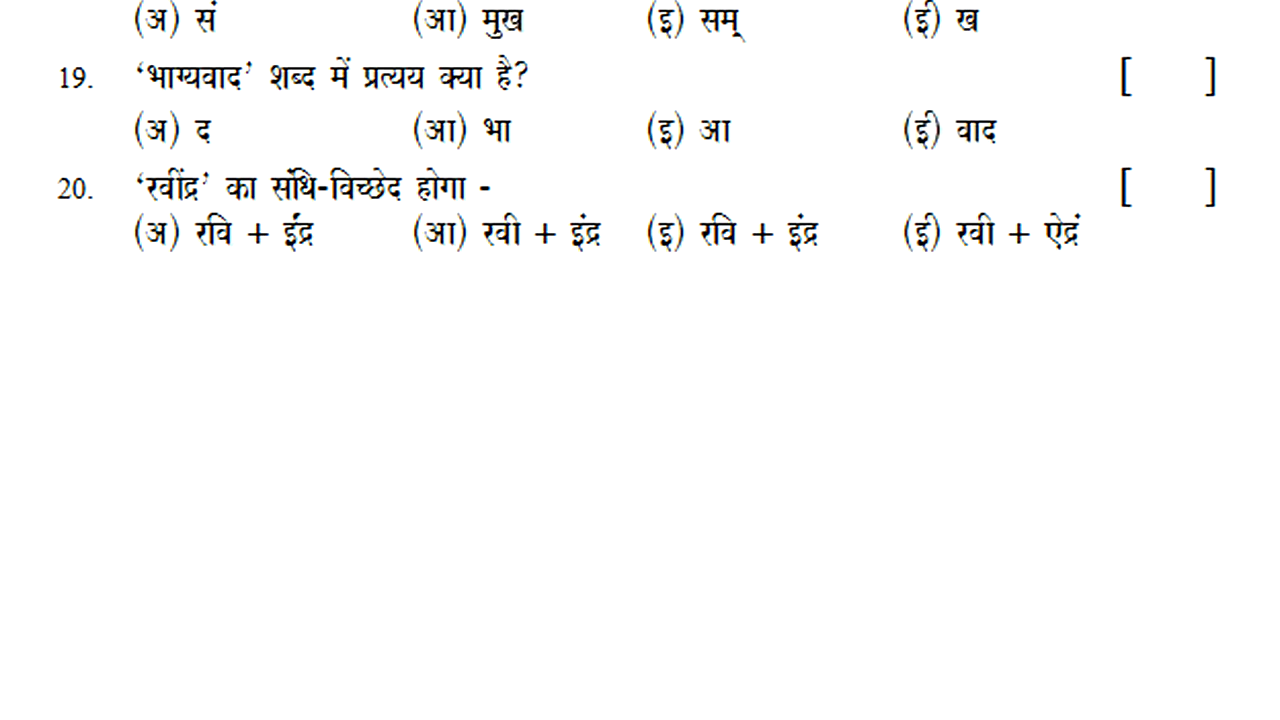 (अ) सं (आ) मुख (इ) सम् (ई) ख
19. ‘भाग्यवाद’ शब्द में प्रत्यय क्या है? [ ]
(अ) द (आ) भा (इ) आ (ई) वाद
20. ‘रवींद्र’ का संधि-विच्छेद होगा - [ ]
(अ) रवि + ईंद्र (आ) रवी + इंद्र (इ) रवि + इंद्र (ई) रवी + ऐद्रं